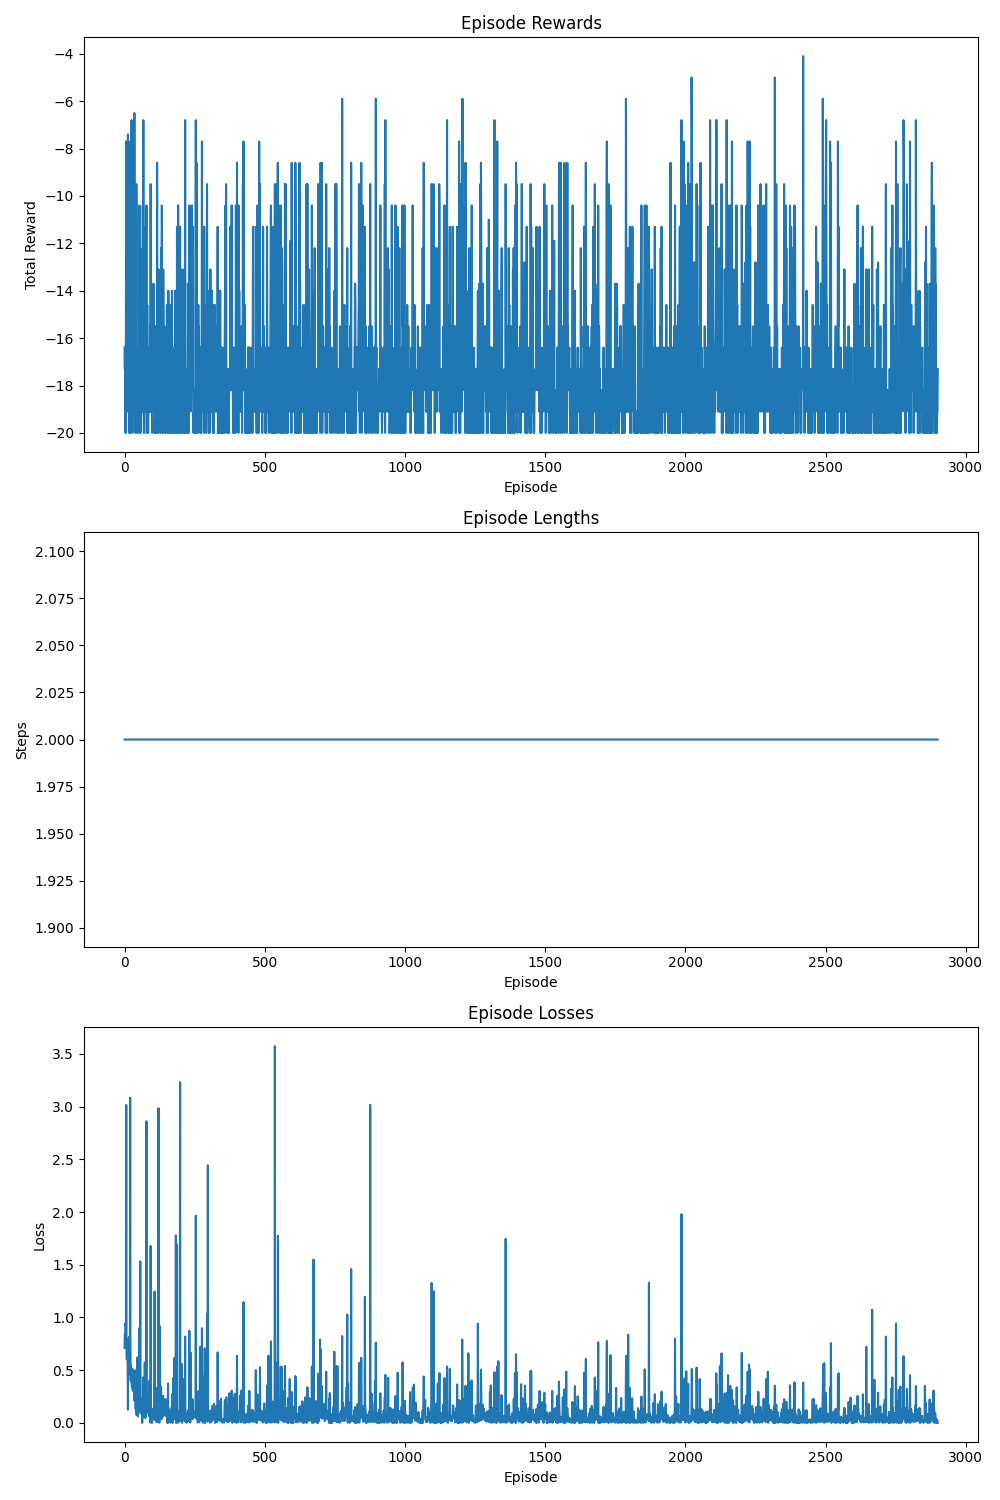 Episode Rewards
Total Reward
−4
−6
−8
−10
−12
−14
−16
−18
−20
0 500 1000 1500 2000 2500 3000
Episode
Episode Lengths
Steps
2.100
2.075
2.050
2.025
2.000
1.975
1.950
1.925
1.900
0 500 1000 1500 2000 2500 3000
Episode
Episode Losses
Loss
3.5
3.0
2.5
2.0
1.5
1.0
0.5
0.0
0 500 1000 1500 2000 2500 3000
Episode